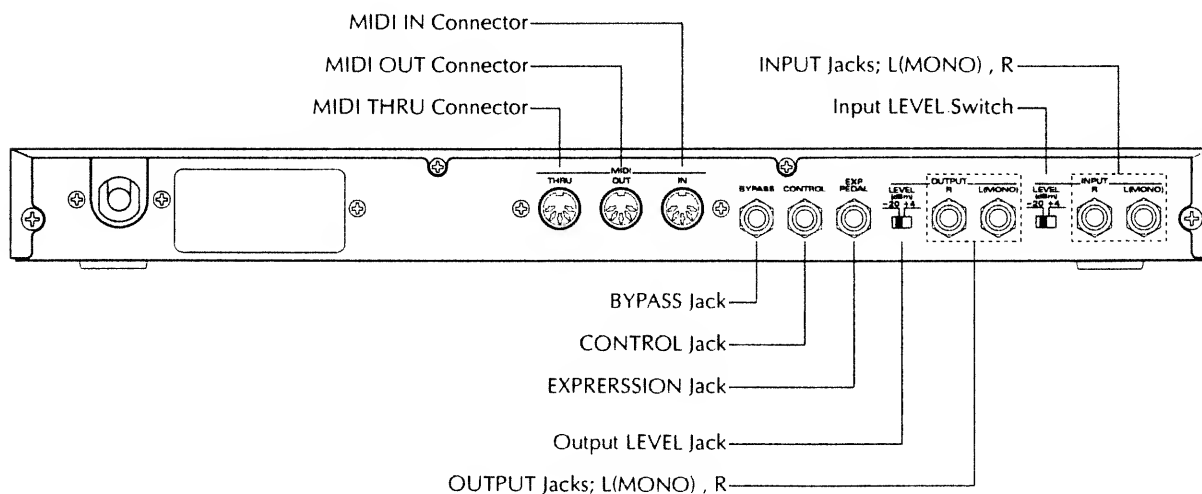 MIDI IN Connector
MIDI OUT Connector
MIDI THRU Connector
INPUT Jacks; L(MONO) , R
Input LEVEL Switch
MIDI
THRU
OUT
IN
BYPASS
CONTROL
EXP
PEDAL
LEVEL
-20 +4
OUTPUT
R
L(MONO)
LEVEL
-20 +4
INPUT
R
L(MONO)
BYPASS Jack
CONTROL Jack
EXPRERSSION Jack
Output LEVEL Jack
OUTPUT Jacks; L(MONO) , R